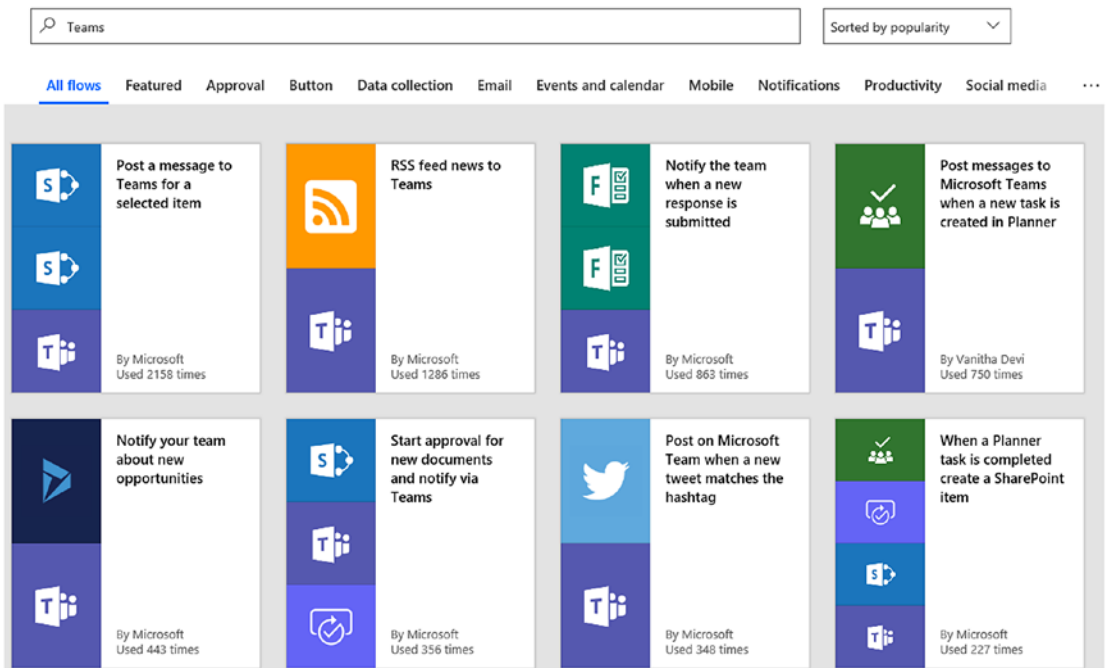 Teams
Sorted by popularity
All flows
Featured
Approval
Button
Data collection
Email
Events and calendar
Mobile
Notifications
Productivity
Social media
...
Post a message to
Teams for a
selected item
By Microsoft
Used 2158 times
RSS feed news to
Teams
By Microsoft
Used 1286 times
Notify the team
when a new
response is
submitted
By Microsoft
Used 863 times
Post messages to
Microsoft Teams
when a new task is
created in Planner
By Vanitha Devi
Used 750 times
Notify your team
about new
opportunities
By Microsoft
Used 443 times
Start approval for
new documents
and notify via
Teams
By Microsoft
Used 356 times
Post on Microsoft
Team when a new
tweet matches the
hashtag
By Microsoft
Used 348 times
When a Planner
task is completed
create a SharePoint
item
By Microsoft
Used 227 times